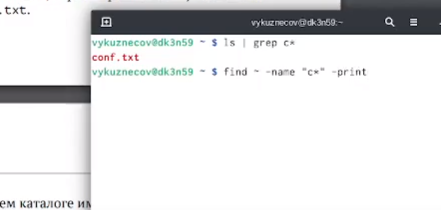 .txt.
vykuznecov@dk3n59:~
vykuznecov@dk3n59 ~ $ ls | grep c*
conf.txt
vykuznecov@dk3n59 ~ $ find ~ -name "c*" -print
ем каталоге им